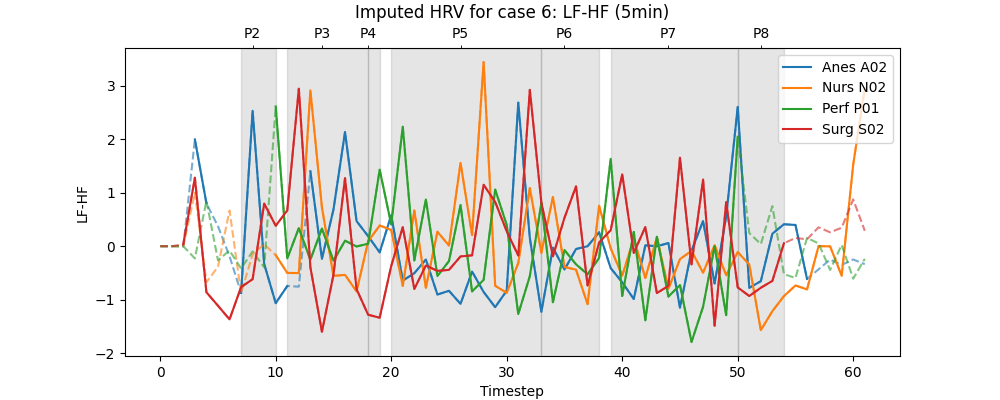 Imputed HRV for case 6: LF-HF (5min)
P2 P3 P4 P5 P6 P7 P8
Anes A02
Nurs N02
Perf P01
Surg S02
3
2
1
0
−1
−2
LF-HF
0 10 20 30 40 50 60
Timestep